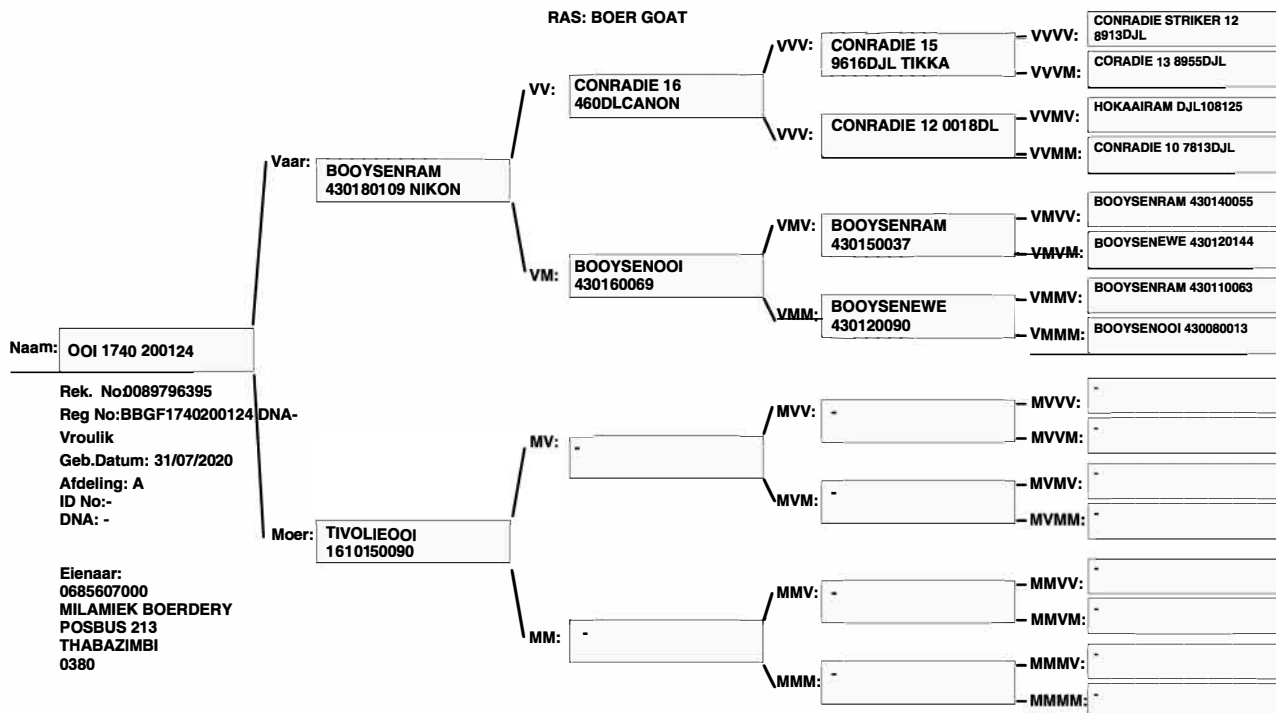 RAS: BOER GOAT
Naam: OOI 1740 200124
Rek. No:0089796395
Reg No:BBGF1740200124 DNA-
Vroulik
Geb.Datum: 31/07/2020
Afdeling: A
ID No:-
DNA: -
Eienaar:
0685607000
MILAMIEK BOERDERY
POSBUS 213
THABAZIMBI
0380
Vaar: BOOYSENRAM
430180109 NIKON
Moer: TIVOLIEOOI
1610150090
VV: CONRADIE 16
460DLCANON
VM: BOOYSENOOI
430160069
MV: -
MM: -
VVV: CONRADIE 15
9616DJL TIKKA
VVV: CONRADIE 12 0018DL
VMV: BOOYSENRAM
430150037
VMM: BOOYSENEWE
430120090
MVV: -
MVM: -
MMV: -
MMM: -
VVVV: CONRADIE STRIKER 12
8913DJL
VVVM: CORADIE 13 8955DJL
VVMV: HOKAAIRAM DJL108125
VVMM: CONRADIE 10 7813DJL
VMVV: BOOYSENRAM 430140055
VMVM: BOOYSENEWE 430120144
VMMV: BOOYSENRAM 430110063
VMMM: BOOYSENOOI 430080013
MVVV: -
MVVM: -
MVMV: -
MVMM: -
MMVV: -
MMVM: -
MMMV: -
MMMM: -